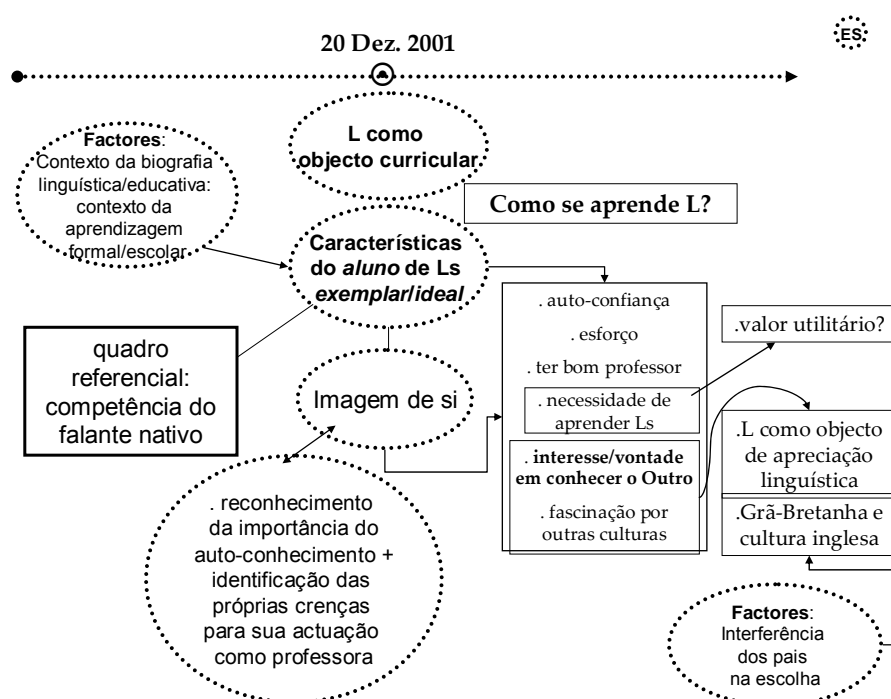 20 Dez. 2001
ES
L como
objecto curricular
Factores:
Contexto da biografia
linguística/educativa:
contexto da
aprendizagem
formal/escolar
Como se aprende L?
Características
do aluno de Ls
exemplar/ideal
quadro
referencial:
competência do
falante nativo
Imagem de si
. auto-confiança
. esforço
. ter bom professor
. necessidade de
aprender Ls
. interesse/vontade
em conhecer o Outro
. fascinação por
outras culturas
.valor utilitário?
.L como objecto
de apreciação
linguística
.Grã-Bretanha e
cultura inglesa
. reconhecimento
da importância do
auto-conhecimento +
identificação das
próprias crenças
para sua actuação
como professora
Factores:
Interferência
dos pais
na escolha